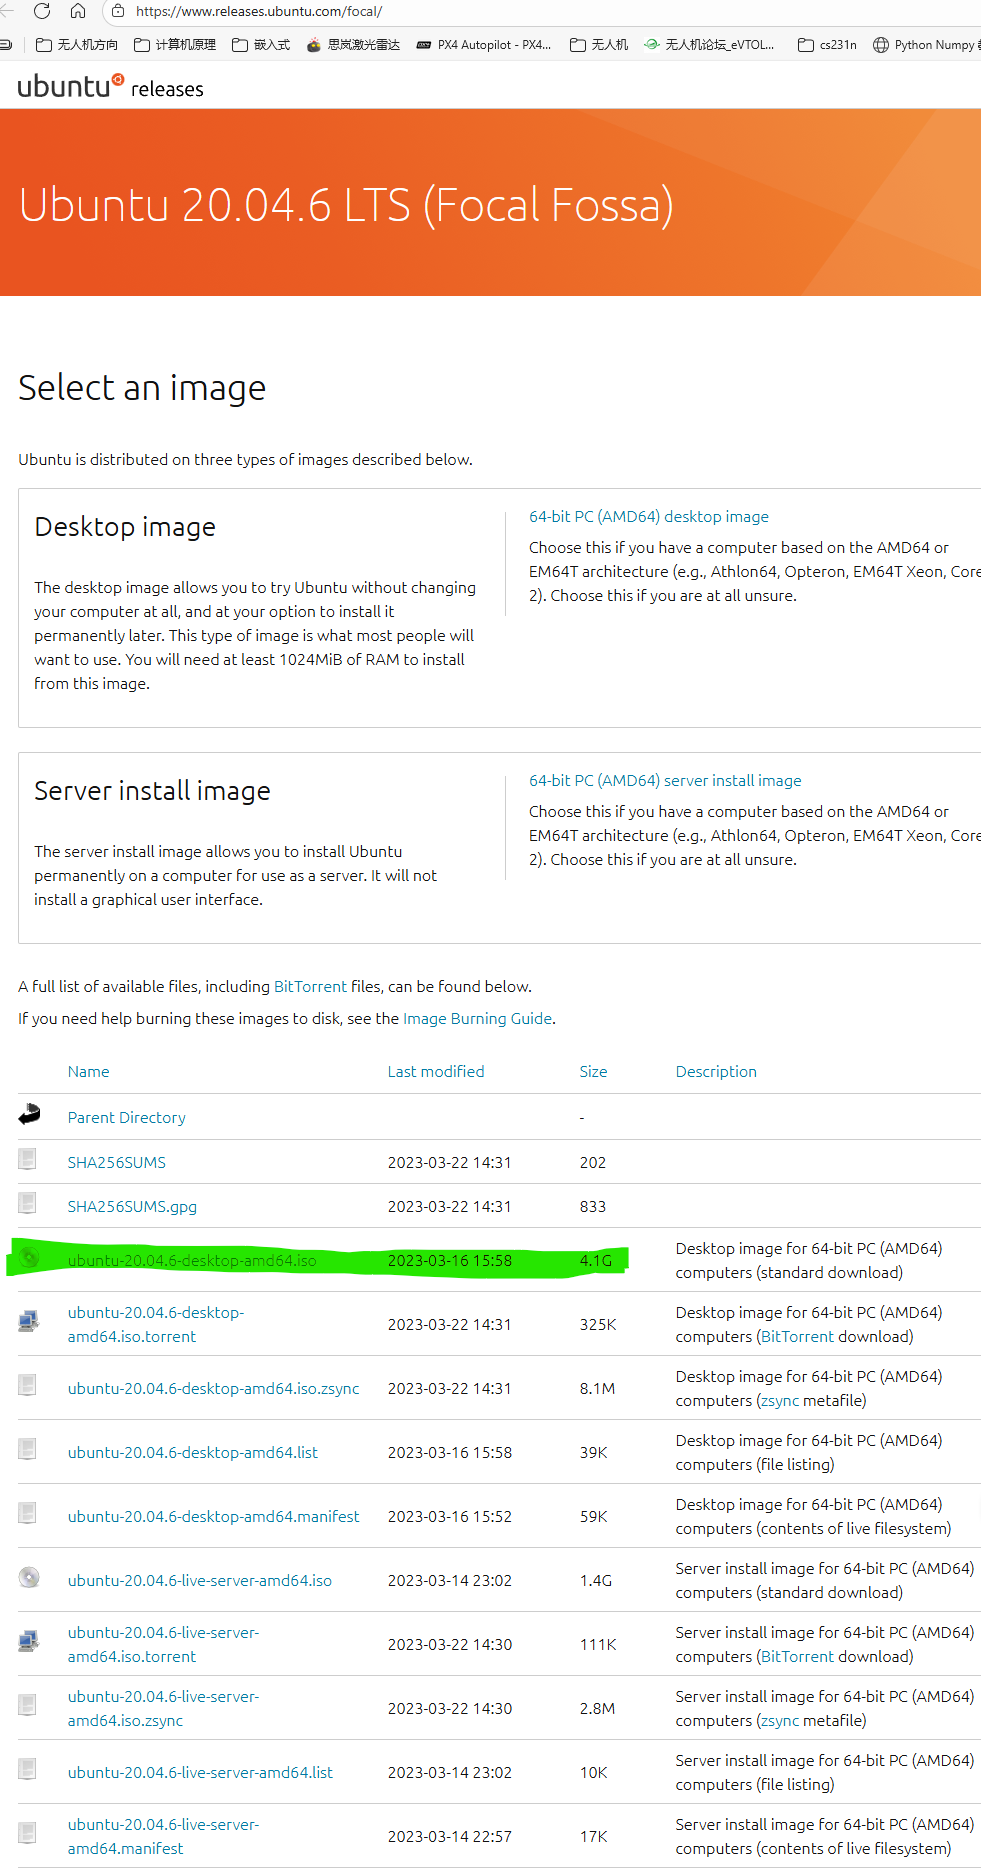 https://www.releases.ubuntu.com/focal/
无人机方向 计算机原理 嵌入式 思岚激光雷达 PX4 Autopilot - PX4... 无人机 无人机论坛_eVTOL... cs231n Python Numpy
ubuntu releases
Ubuntu 20.04.6 LTS (Focal Fossa)
Select an image
Ubuntu is distributed on three types of images described below.
Desktop image
The desktop image allows you to try Ubuntu without changing
your computer at all, and at your option to install it
permanently later. This type of image is what most people will
want to use. You will need at least 1024MiB of RAM to install
from this image.
64-bit PC (AMD64) desktop image
Choose this if you have a computer based on the AMD64 or
EM64T architecture (e.g., Athlon64, Opteron, EM64T Xeon, Core
2). Choose this if you are at all unsure.
Server install image
The server install image allows you to install Ubuntu
permanently on a computer for use as a server. It will not
install a graphical user interface.
64-bit PC (AMD64) server install image
Choose this if you have a computer based on the AMD64 or
EM64T architecture (e.g., Athlon64, Opteron, EM64T Xeon, Core
2). Choose this if you are at all unsure.
A full list of available files, including BitTorrent files, can be found below.
If you need help burning these images to disk, see the Image Burning Guide.
Name Last modified Size Description
Parent Directory -
SHA256SUMS 2023-03-22 14:31 202
SHA256SUMS.gpg 2023-03-22 14:31 833
ubuntu-20.04.6-desktop-amd64.iso 2023-03-16 15:58 4.1G Desktop image for 64-bit PC (AMD64)
computers (standard download)
ubuntu-20.04.6-desktop-
amd64.iso.torrent 2023-03-22 14:31 325K Desktop image for 64-bit PC (AMD64)
computers (BitTorrent download)
ubuntu-20.04.6-desktop-amd64.iso.zsync 2023-03-22 14:31 8.1M Desktop image for 64-bit PC (AMD64)
computers (zsync metafile)
ubuntu-20.04.6-desktop-amd64.list 2023-03-16 15:58 39K Desktop image for 64-bit PC (AMD64)
computers (file listing)
ubuntu-20.04.6-desktop-amd64.manifest 2023-03-16 15:52 59K Desktop image for 64-bit PC (AMD64)
computers (contents of live filesystem)
ubuntu-20.04.6-live-server-amd64.iso 2023-03-14 23:02 1.4G Server install image for 64-bit PC (AMD64)
computers (standard download)
ubuntu-20.04.6-live-server-
amd64.iso.torrent 2023-03-22 14:30 111K Server install image for 64-bit PC (AMD64)
computers (BitTorrent download)
ubuntu-20.04.6-live-server-
amd64.iso.zsync 2023-03-22 14:30 2.8M Server install image for 64-bit PC (AMD64)
computers (zsync metafile)
ubuntu-20.04.6-live-server-amd64.list 2023-03-14 23:02 10K Server install image for 64-bit PC (AMD64)
computers (file listing)
ubuntu-20.04.6-live-server-
amd64.manifest 2023-03-14 22:57 17K Server install image for 64-bit PC (AMD64)
computers (contents of live filesystem)